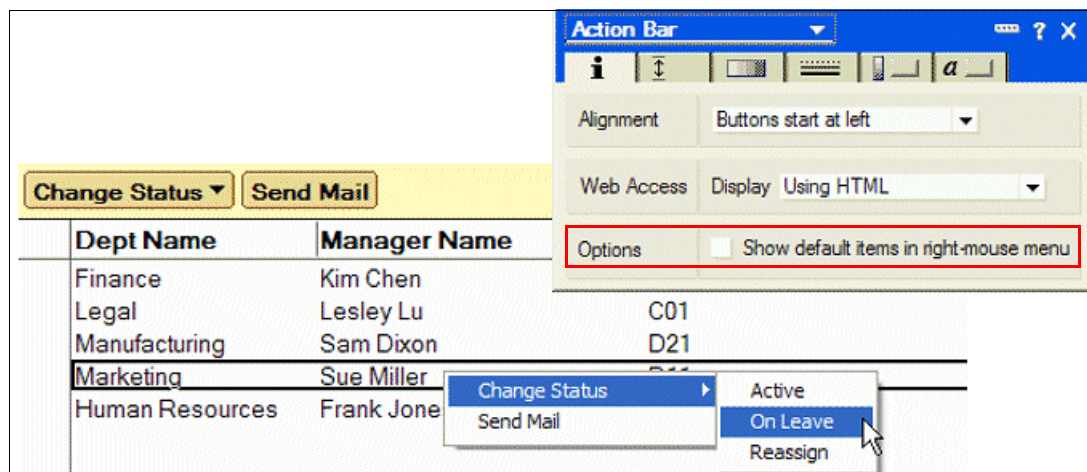 Action Bar
?
i
a
Alignment Buttons start at left
Web Access Display Using HTML
Options Show default items in right-mouse menu
Change Status Send Mail
Dept Name Manager Name
Finance Kim Chen
Legal Lesley Lu C01
Manufacturing Sam Dixon D21
Marketing Sue Miller
Human Resources Frank Jone
Change Status
Send Mail
Active
On Leave
Reassign